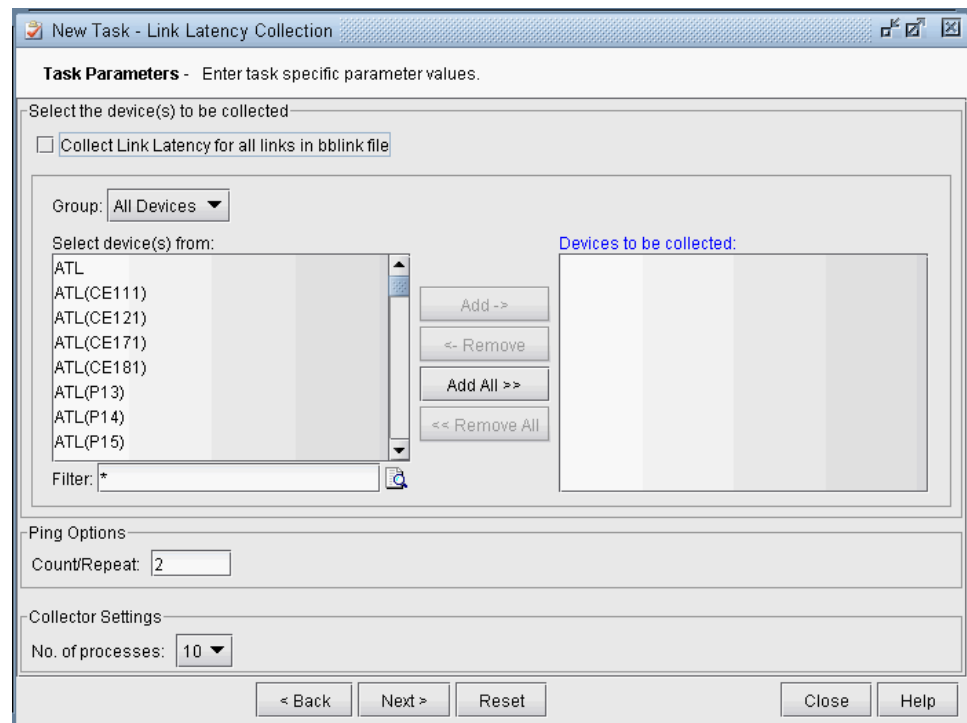 New Task - Link Latency Collection
Task Parameters - Enter task specific parameter values.
Select the device(s) to be collected
Collect Link Latency for all links in bblink file
Group: All Devices
Select device(s) from:
ATL
ATL(CE111)
ATL(CE121)
ATL(CE171)
ATL(CE181)
ATL(P13)
ATL(P14)
ATL(P15)
Filter: *
Add ->
<- Remove
Add All >>
<< Remove All
Devices to be collected:
Ping Options
Count/Repeat: 2
Collector Settings
No. of processes: 10
< Back Next > Reset Close Help